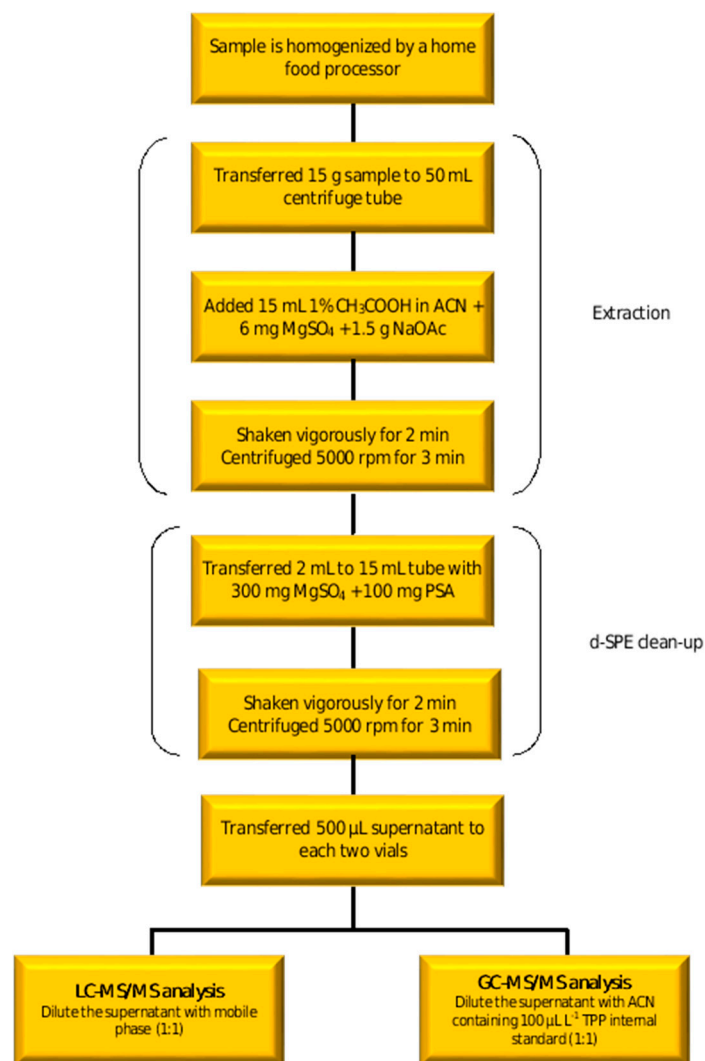 Sample is homogenized by a home
food processor
Transferred 15 g sample to 50 mL
centrifuge tube
Added 15 mL 1% CH₃COOH in ACN +
6 mg MgSO₄ +1.5 g NaOAc
Extraction
Shaken vigorously for 2 min
Centrifuged 5000 rpm for 3 min
Transferred 2 mL to 15 mL tube with
300 mg MgSO₄ +100 mg PSA
d-SPE clean-up
Shaken vigorously for 2 min
Centrifuged 5000 rpm for 3 min
Transferred 500 µL supernatant to
each two vials
LC-MS/MS analysis
Dilute the supernatant with mobile
phase (1:1)
GC-MS/MS analysis
Dilute the supernatant with ACN
containing 100 µL L⁻¹ TPP internal
standard (1:1)